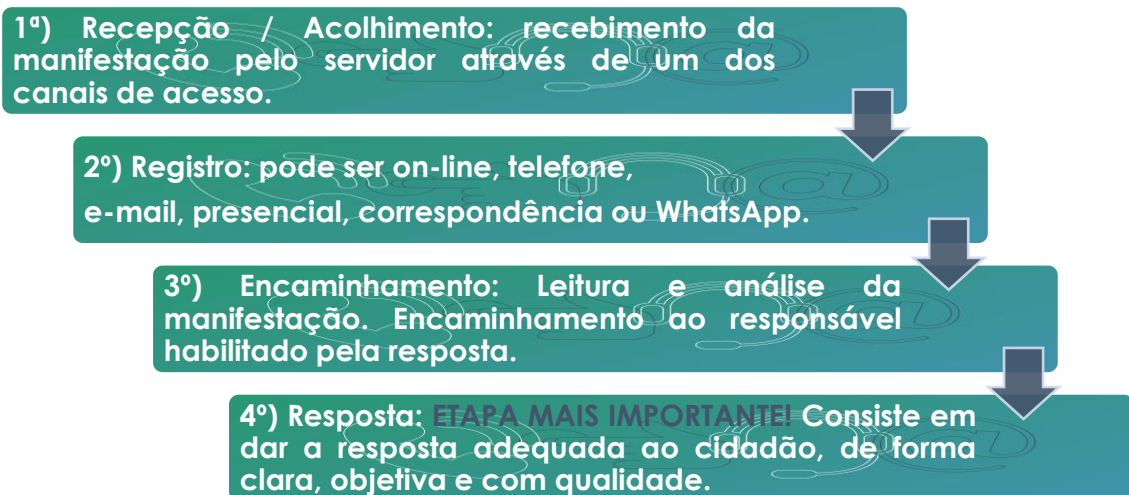 1ª) Recepção / Acolhimento: recebimento da
manifestação pelo servidor através de um dos
canais de acesso.
2º) Registro: pode ser on-line, telefone,
e-mail, presencial, correspondência ou WhatsApp.
3º) Encaminhamento: Leitura e análise da
manifestação. Encaminhamento ao responsável
habilitado pela resposta.
4º) Resposta: ETAPA MAIS IMPORTANTE! Consiste em
dar a resposta adequada ao cidadão, de forma
clara, objetiva e com qualidade.